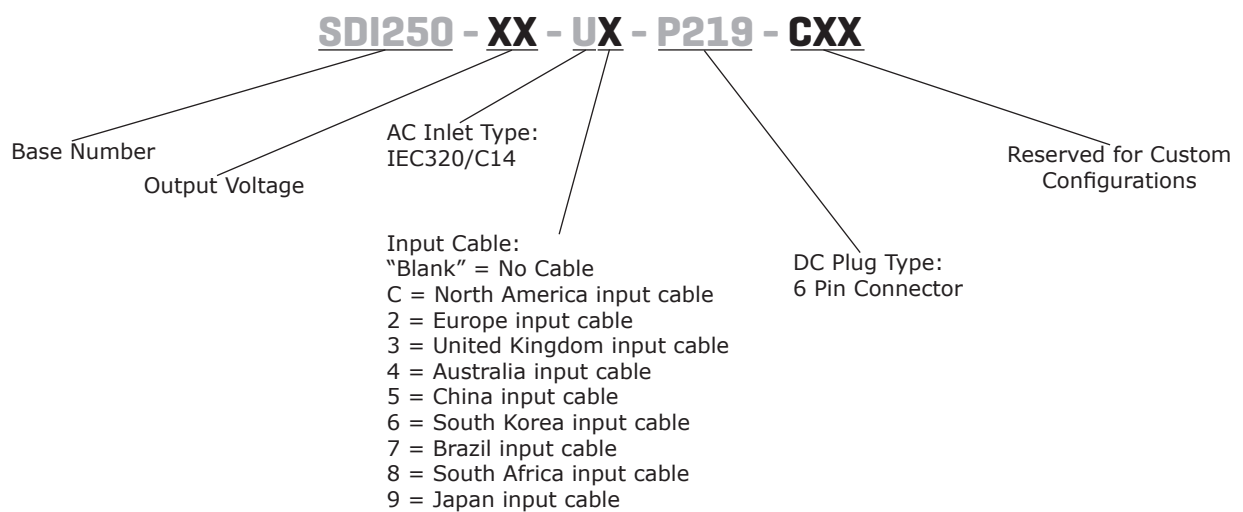 SDI250 - XX - UX - P219 - CXX
Base Number
Output Voltage
AC Inlet Type:
IEC320/C14
Input Cable:
“Blank” = No Cable
C = North America input cable
2 = Europe input cable
3 = United Kingdom input cable
4 = Australia input cable
5 = China input cable
6 = South Korea input cable
7 = Brazil input cable
8 = South Africa input cable
9 = Japan input cable
DC Plug Type:
6 Pin Connector
Reserved for Custom
Configurations